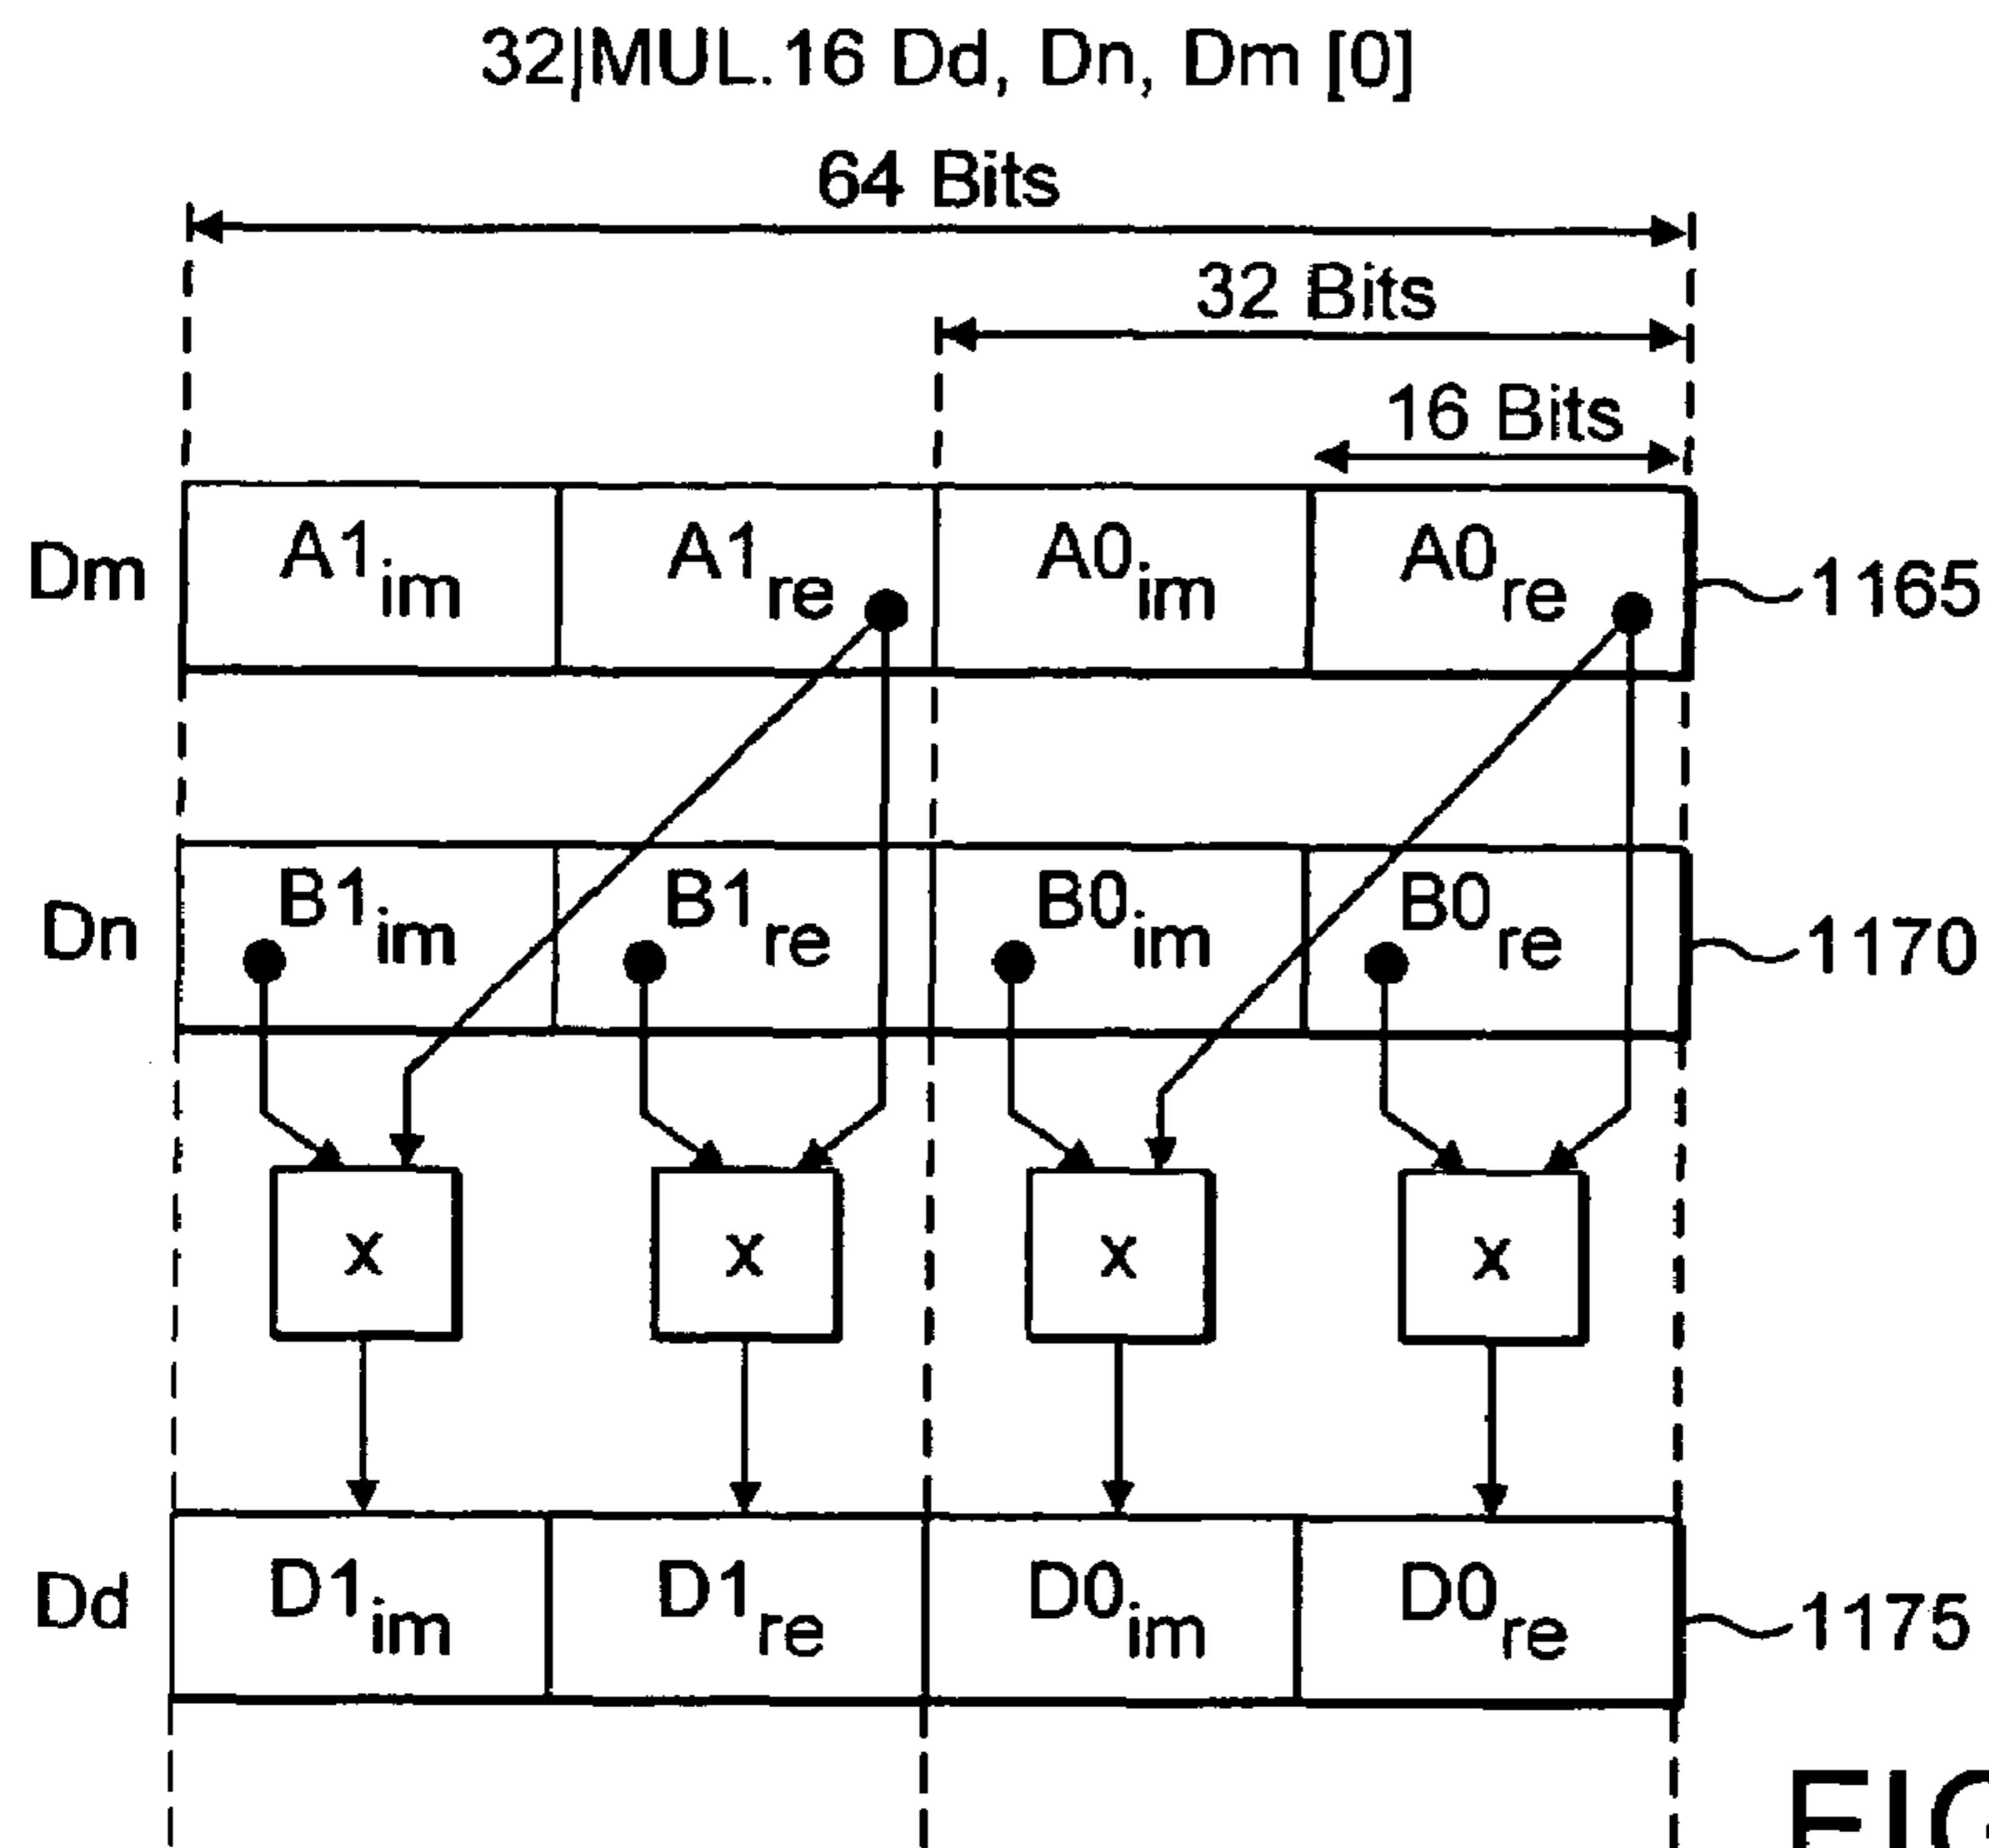 32|MUL.16 Dd, Dn, Dm [0]
64 Bits
32 Bits
16 Bits
Dm A1im A1re A0im A0re 1165
Dn B1im B1re B0im B0re 1170
x x x x
Dd D1im D1re D0im D0re 1175